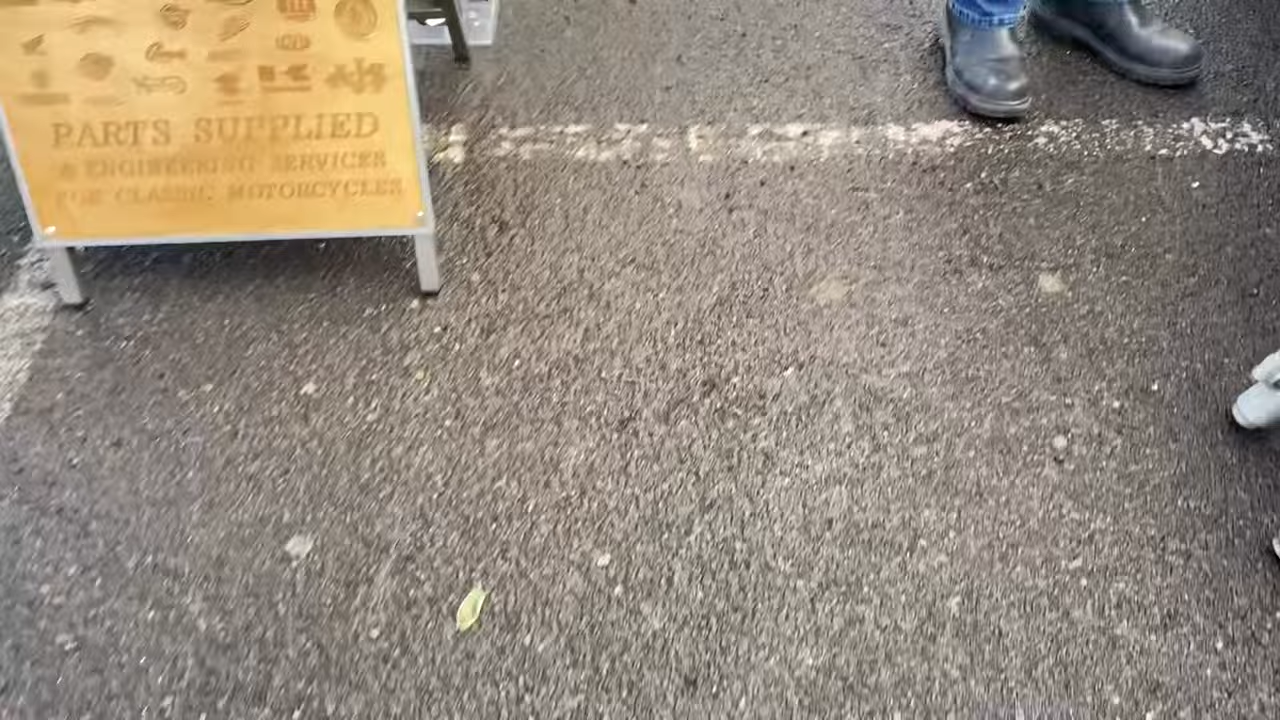 PARTS SUPPLIED
& ENGINEERING SERVICES
FOR CLASSIC MOTORCYCLES